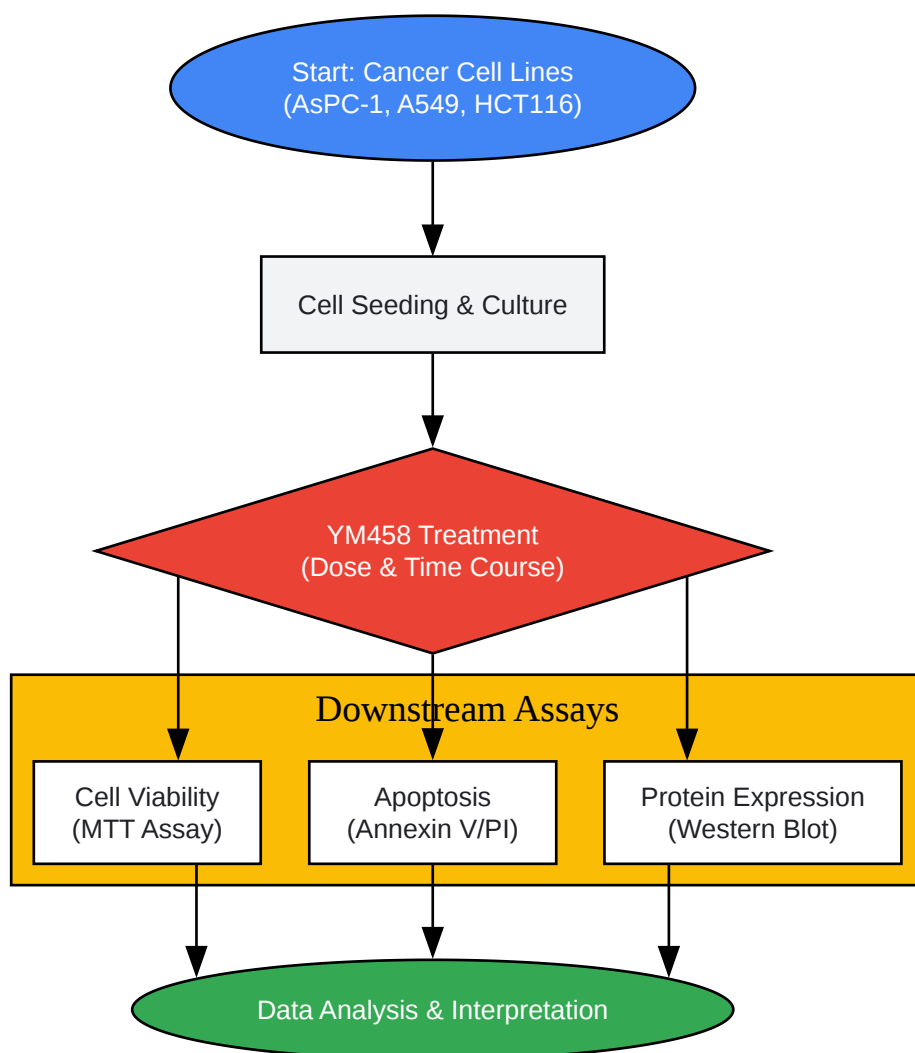 Start: Cancer Cell Lines
(AsPC-1, A549, HCT116)
Cell Seeding & Culture
YM458 Treatment
(Dose & Time Course)
Downstream Assays
Cell Viability
(MTT Assay)
Apoptosis
(Annexin V/PI)
Protein Expression
(Western Blot)
Data Analysis & Interpretation